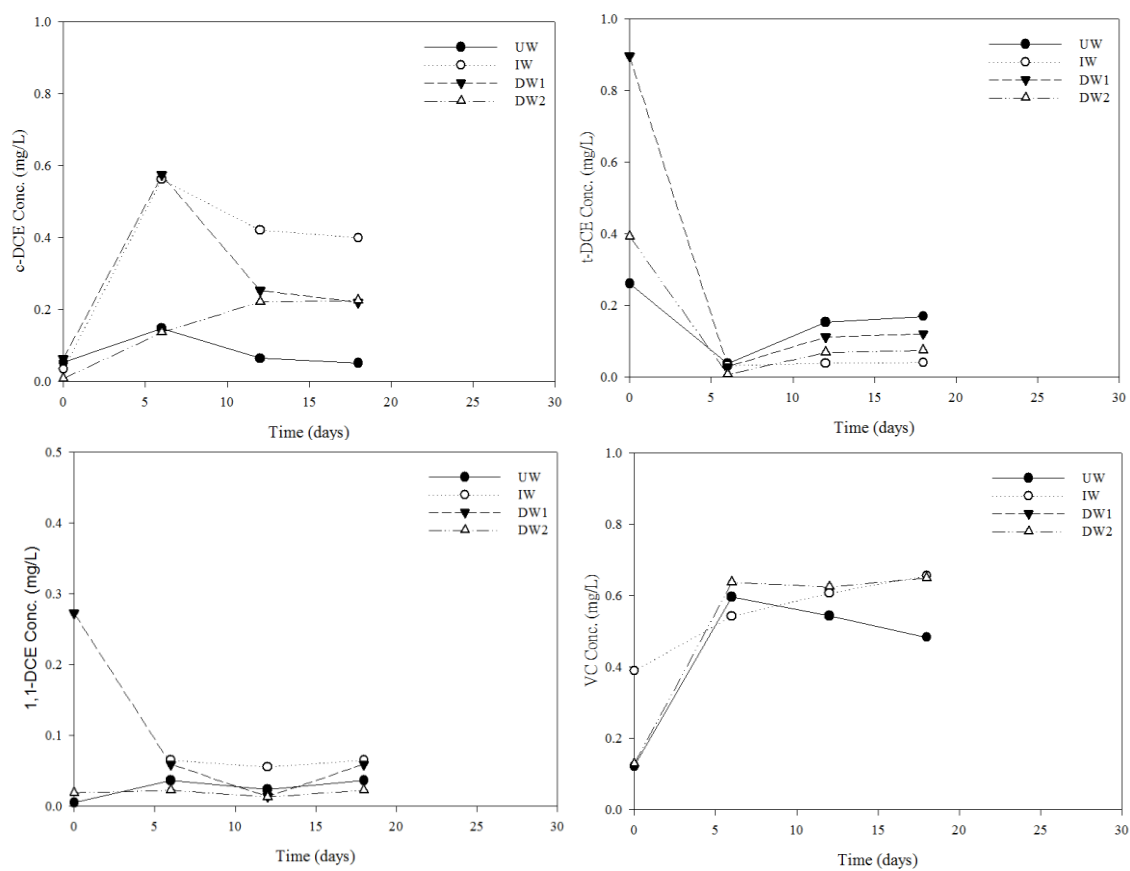 c-DCE Conc. (mg/L)
1.0
0.8
0.6
0.4
0.2
0.0
0 5 10 15 20 25 30
Time (days)
UW
IW
DW1
DW2
t-DCE Conc. (mg/L)
1.0
0.8
0.6
0.4
0.2
0.0
0 5 10 15 20 25 30
Time (days)
UW
IW
DW1
DW2
1,1-DCE Conc. (mg/L)
0.5
0.4
0.3
0.2
0.1
0.0
0 5 10 15 20 25 30
Time (days)
UW
IW
DW1
DW2
VC Conc. (mg/L)
1.0
0.8
0.6
0.4
0.2
0.0
0 5 10 15 20 25 30
Time (days)
UW
IW
DW1
DW2